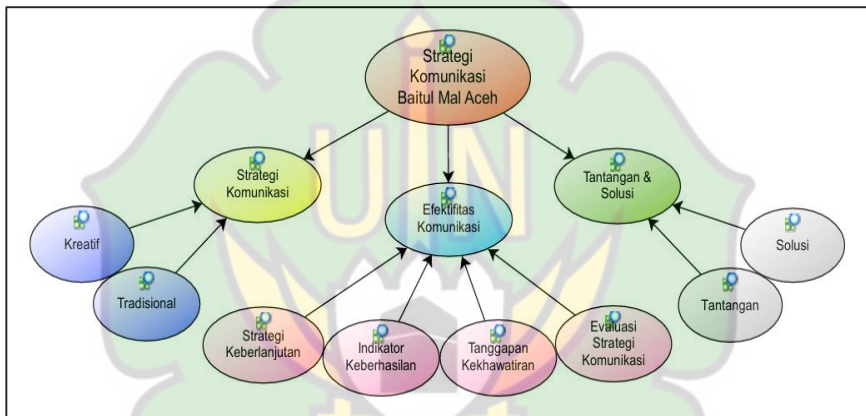 Strategi
Komunikasi
Baitul Mal Aceh
Strategi
Komunikasi
Efektifitas
Komunikasi
Tantangan &
Solusi
Kreatif
Tradisional
Solusi
Tantangan
Strategi
Keberlanjutan
Indikator
Keberhasilan
Tanggapan
Kekhawatiran
Evaluasi
Strategi
Komunikasi
UIN